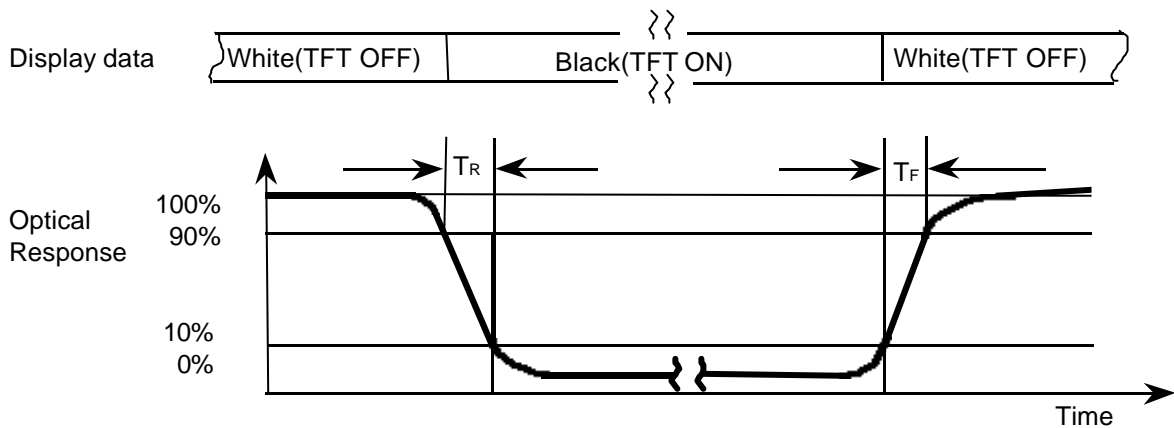 Display data
White(TFT OFF)
Black(TFT ON)
White(TFT OFF)
TR
TF
Optical
Response
100%
90%
10%
0%
Time